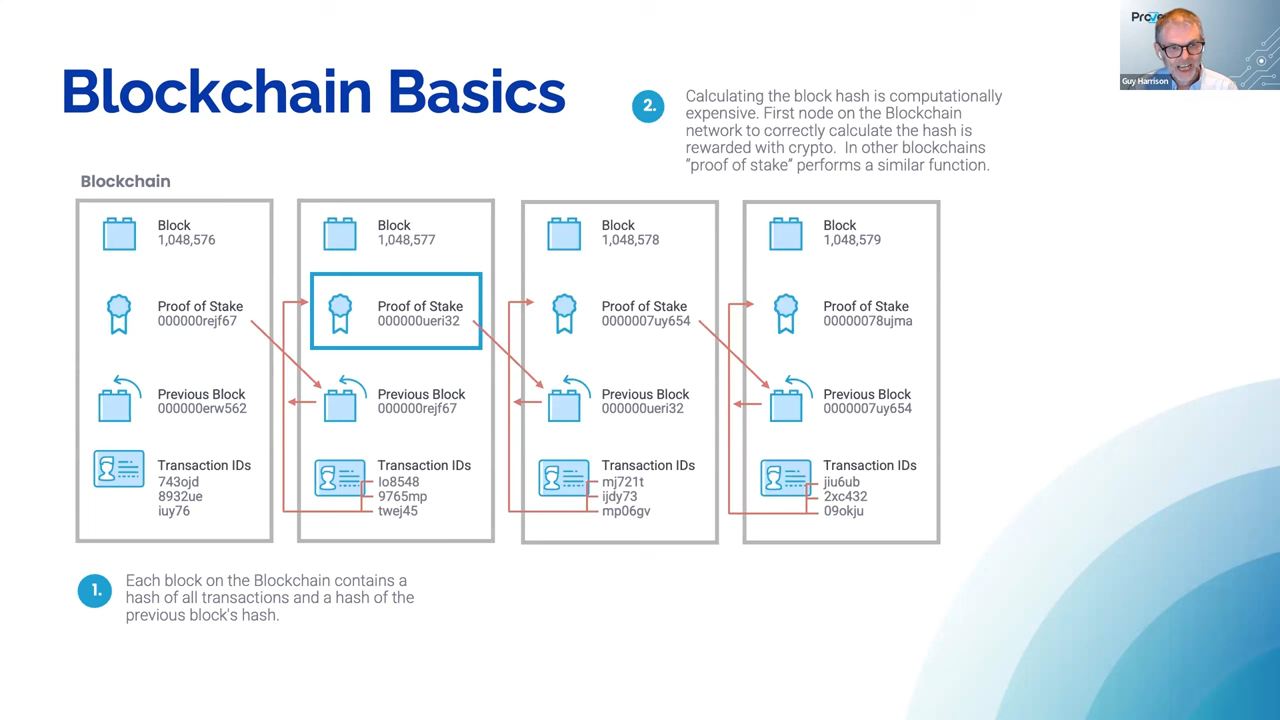 Blockchain Basics
2.
Calculating the block hash is computationally
expensive. First node on the Blockchain
network to correctly calculate the hash is
rewarded with crypto. In other blockchains
"proof of stake" performs a similar function.
Guy Harrison
Blockchain
Block
1,048,576
Proof of Stake
000000rejf67
Previous Block
000000erw562
Transaction IDs
743ojd
8932ue
iuy76
Block
1,048,577
Proof of Stake
000000ueri32
Previous Block
000000rejf67
Transaction IDs
lo8548
9765mp
twej45
Block
1,048,578
Proof of Stake
0000007uy654
Previous Block
000000ueri32
Transaction IDs
mj721t
ijdy73
mp06gv
Block
1,048,579
Proof of Stake
00000078ujma
Previous Block
0000007uy654
Transaction IDs
jiu6ub
2xc432
09okju
1.
Each block on the Blockchain contains a
hash of all transactions and a hash of the
previous block's hash.